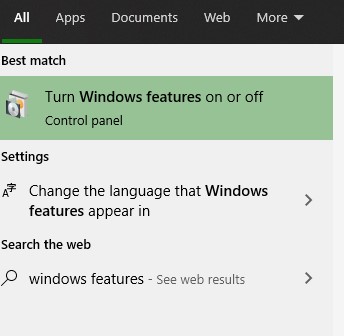 All Apps Documents Web More
Best match
Turn Windows features on or off
Control panel
Settings
Change the language that Windows
features appear in
Search the web
windows features - See web results